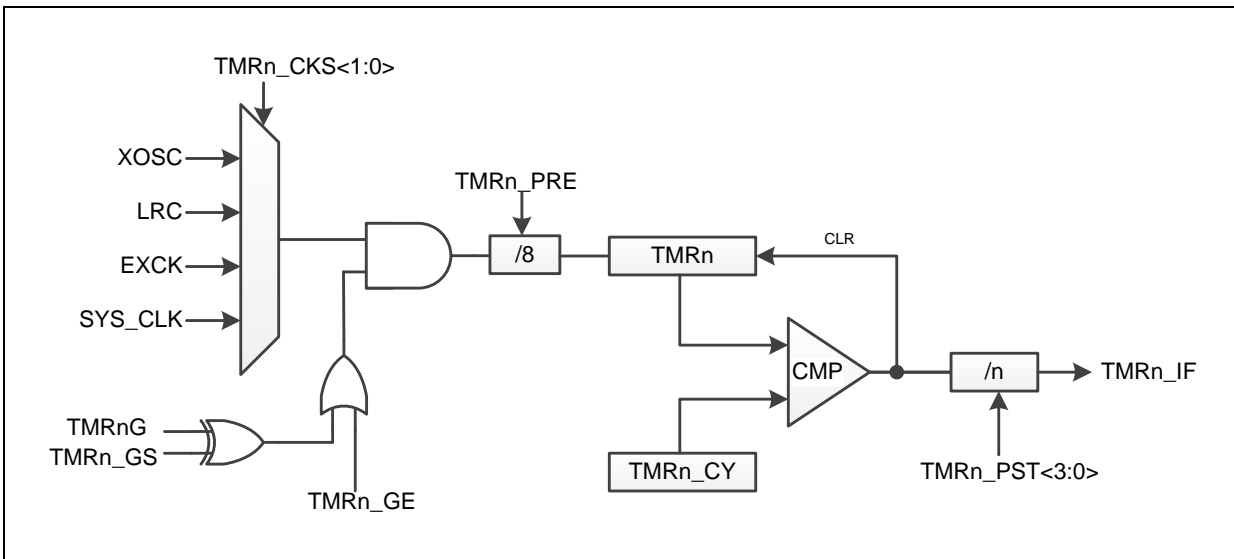 TMRn_CKS<1:0>
XOSC
LRC
EXCK
SYS_CLK
TMRn_PRE
/8
TMRn
CLR
CMP
/n
TMRn_IF
TMRnG
TMRn_GS
TMRn_GE
TMRn_CY
TMRn_PST<3:0>